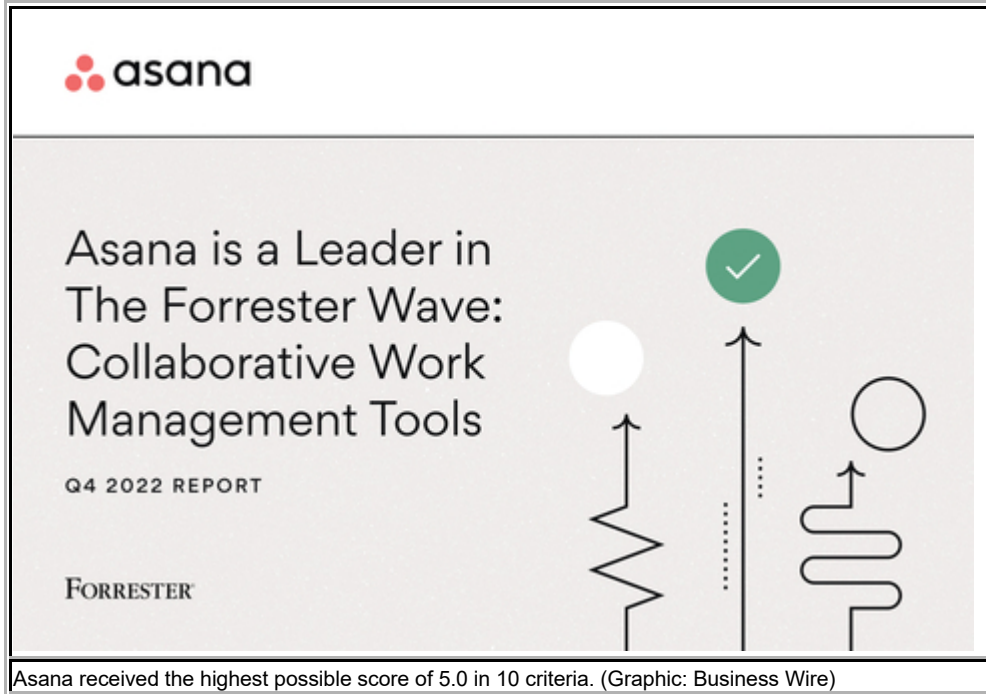 asana
Asana is a Leader in
The Forrester Wave:
Collaborative Work
Management Tools
Q4 2022 REPORT
FORRESTER
Asana received the highest possible score of 5.0 in 10 criteria. (Graphic: Business Wire)